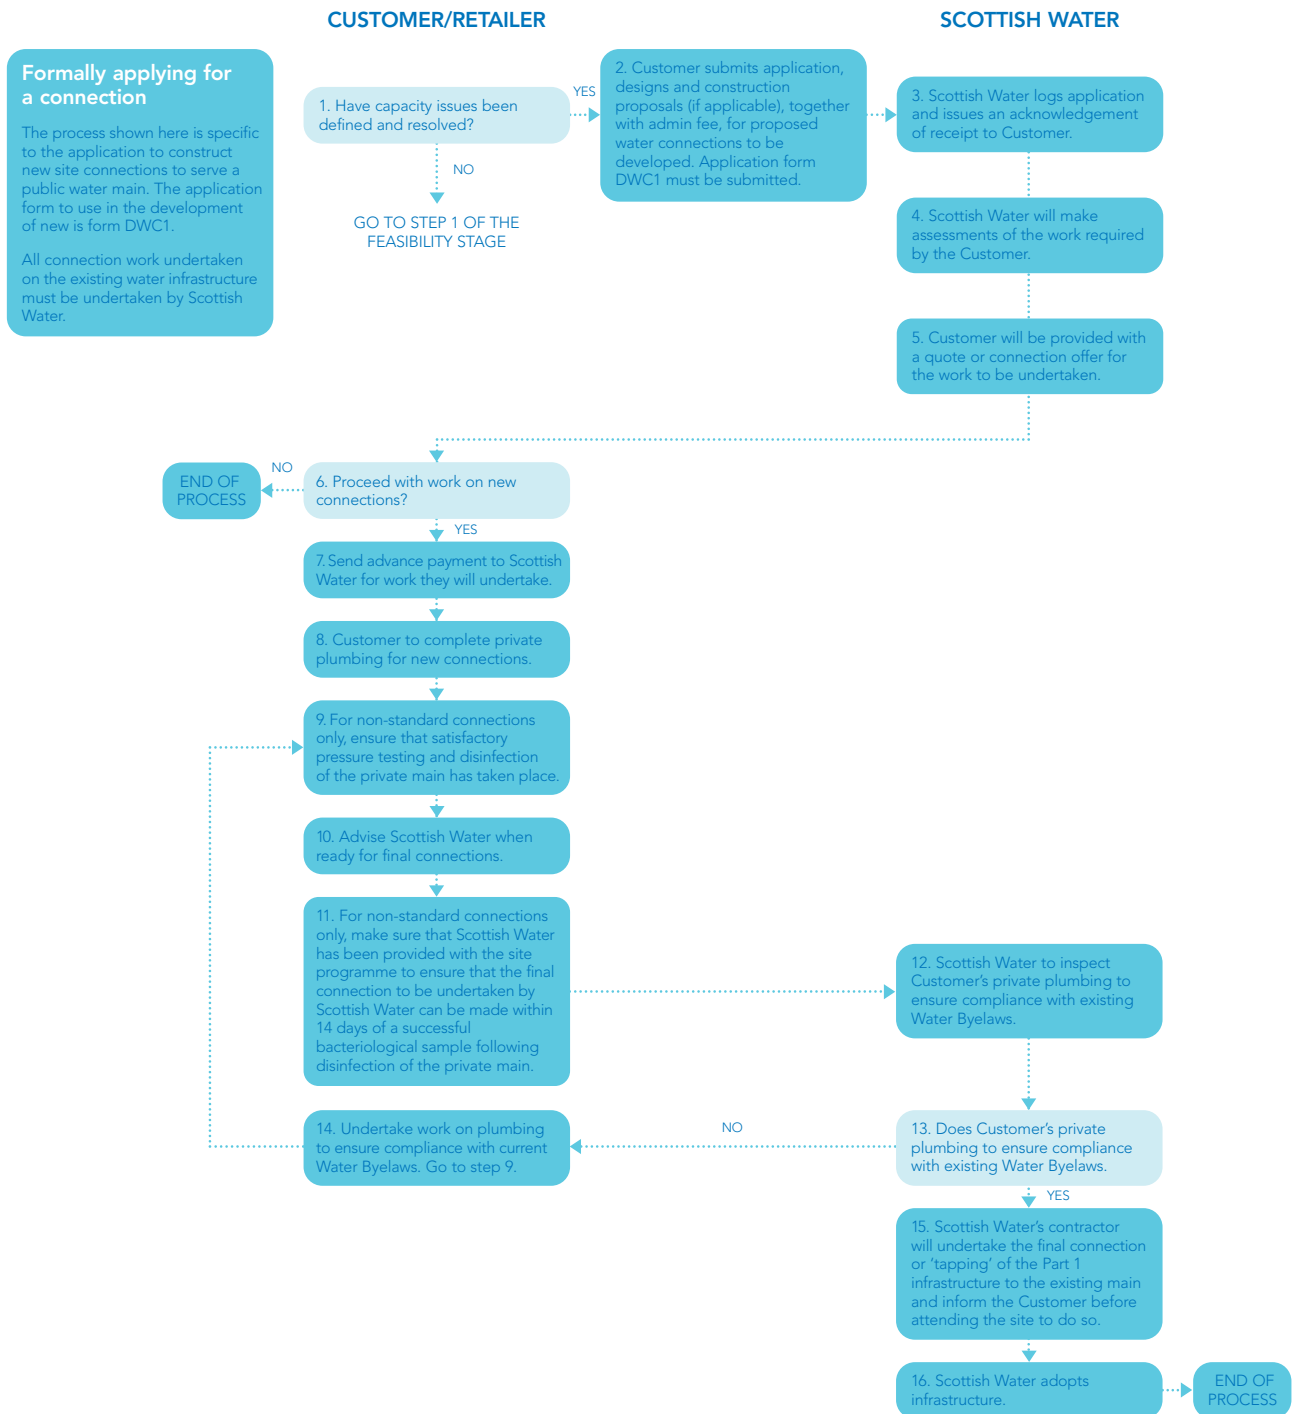 CUSTOMER/RETAILER
SCOTTISH WATER
Formally applying for
a connection
The process shown here is specific
to the application to construct
new site connections to serve a
public water main. The application
form to use in the development
of new is form DWC1.
All connection work undertaken
on the existing water infrastructure
must be undertaken by Scottish
Water.
1. Have capacity issues been
defined and resolved?
YES
NO
GO TO STEP 1 OF THE
FEASIBILITY STAGE
2. Customer submits application,
designs and construction
proposals (if applicable), together
with admin fee, for proposed
water connections to be
developed. Application form
DWC1 must be submitted.
3. Scottish Water logs application
and issues an acknowledgement
of receipt to Customer.
4. Scottish Water will make
assessments of the work required
by the Customer.
5. Customer will be provided with
a quote or connection offer for
the work to be undertaken.
6. Proceed with work on new
connections?
NO
END OF
PROCESS
YES
7. Send advance payment to Scottish
Water for work they will undertake.
8. Customer to complete private
plumbing for new connections.
9. For non-standard connections
only, ensure that satisfactory
pressure testing and disinfection
of the private main has taken place.
10. Advise Scottish Water when
ready for final connections.
11. For non-standard connections
only, make sure that Scottish Water
has been provided with the site
programme to ensure that the final
connection to be undertaken by
Scottish Water can be made within
14 days of a successful
bacteriological sample following
disinfection of the private main.
12. Scottish Water to inspect
Customer's private plumbing to
ensure compliance with existing
Water Byelaws.
13. Does Customer's private
plumbing to ensure compliance
with existing Water Byelaws.
NO
14. Undertake work on plumbing
to ensure compliance with current
Water Byelaws. Go to step 9.
YES
15. Scottish Water's contractor
will undertake the final connection
or 'tapping' of the Part 1
infrastructure to the existing main
and inform the Customer before
attending the site to do so.
16. Scottish Water adopts
infrastructure.
END OF
PROCESS